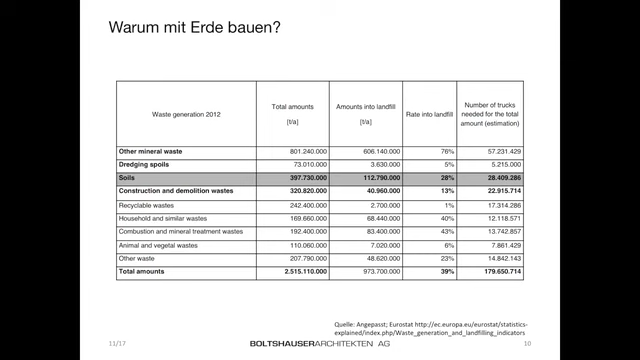 Warum mit Erde bauen?
Waste generation 2012 Total amounts [t/a] Amounts into landfill [t/a] Rate into landfill Number of trucks needed for the total amount (estimation)
Other mineral waste 801.240.000 606.140.000 76% 57.231.429
Dredging spoils 73.010.000 3.630.000 5% 5.215.000
Soils 397.730.000 112.790.000 28% 28.409.286
Construction and demolition wastes 320.820.000 40.960.000 13% 22.915.714
Recyclable wastes 242.400.000 2.700.000 1% 17.314.286
Household and similar wastes 169.660.000 68.440.000 40% 12.118.571
Combustion and mineral treatment wastes 192.400.000 83.400.000 43% 13.742.857
Animal and vegetal wastes 110.060.000 7.020.000 6% 7.861.429
Other waste 207.790.000 48.660.000 23% 14.842.143
Total amounts 2.515.110.000 973.700.000 39% 179.650.714
Quelle: Angepasst; Eurostat http://ec.europa.eu/eurostat/statistics-
explained/index.php/Waste_generation_and_landfilling_indicators
11/17 BOLTSHAUSERARCHITEKTEN AG 10